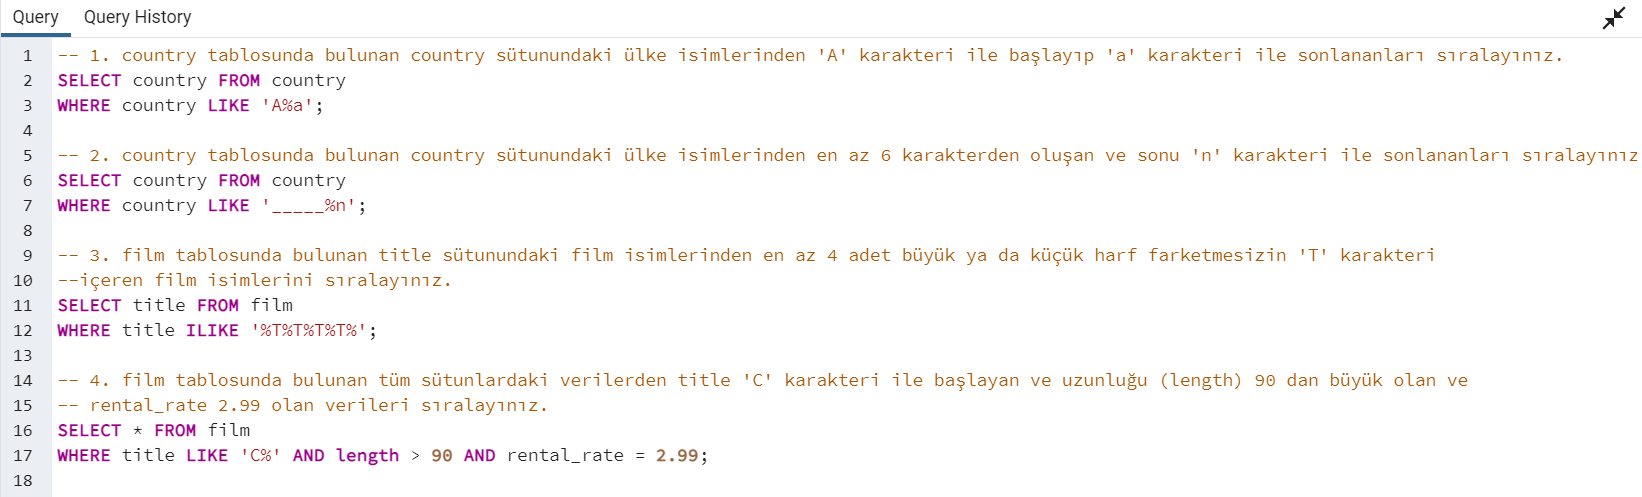 Query Query History
1 -- 1. country tablosunda bulunan country sütunundaki ülke isimlerinden 'A' karakteri ile başlayıp 'a' karakteri ile sonlananları sıralayınız.
2 SELECT country FROM country
3 WHERE country LIKE 'A%a';
4
5 -- 2. country tablosunda bulunan country sütunundaki ülke isimlerinden en az 6 karakterden oluşan ve sonu 'n' karakteri ile sonlananları sıralayınız
6 SELECT country FROM country
7 WHERE country LIKE '_____%n';
8
9 -- 3. film tablosunda bulunan title sütunundaki film isimlerinden en az 4 adet büyük ya da küçük harf farketmesizin 'T' karakteri
10 --içeren film isimlerini sıralayınız.
11 SELECT title FROM film
12 WHERE title ILIKE '%T%T%T%T%';
13
14 -- 4. film tablosunda bulunan tüm sütunlardaki verilerden title 'C' karakteri ile başlayan ve uzunluğu (length) 90 dan büyük olan ve
15 -- rental_rate 2.99 olan verileri sıralayınız.
16 SELECT * FROM film
17 WHERE title LIKE 'C%' AND length > 90 AND rental_rate = 2.99;
18